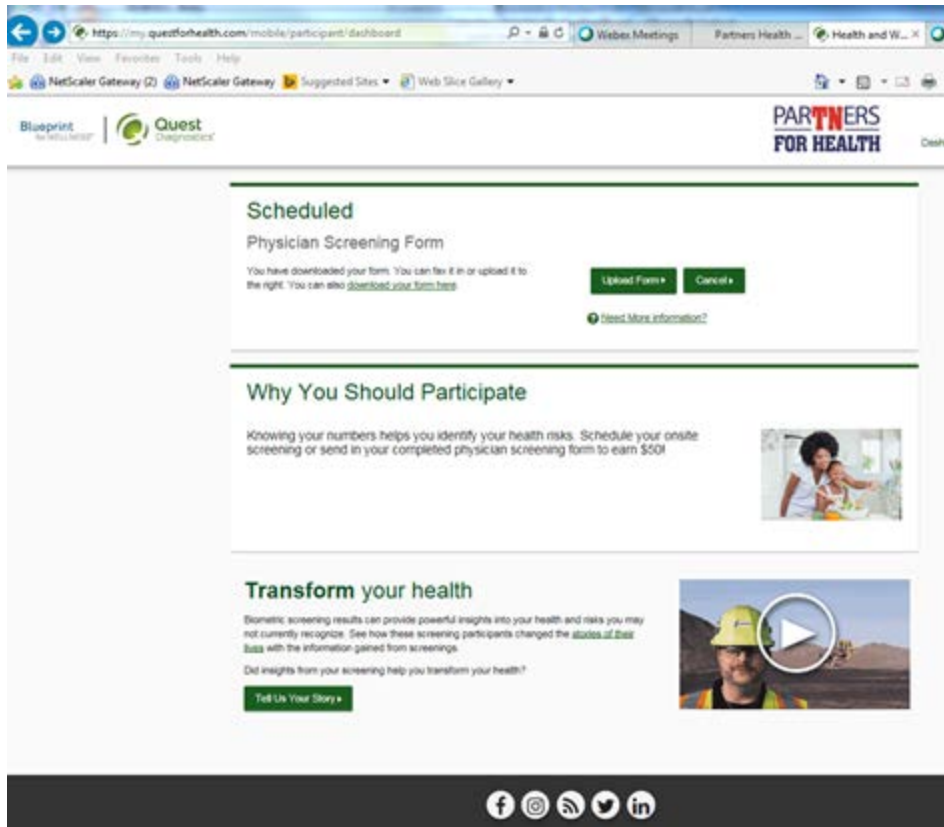 https://my.questforhealth.com/mobile/participant/dashboard
Webex Meetings
Partners Health ...
Health and W...
File Edit View Favorites Tools Help
NetScaler Gateway (2)
NetScaler Gateway
Suggested Sites
Web Slice Gallery
Blueprint
for WELLNESS
Quest
Diagnostics
PARTNERS
FOR HEALTH
Dash
Scheduled
Physician Screening Form
You have downloaded your form. You can fax it in or upload it to
the right. You can also download your form here.
Upload Form
Cancel
Need More information?
Why You Should Participate
Knowing your numbers helps you identify your health risks. Schedule your onsite
screening or send in your completed physician screening form to earn $50!
Transform your health
Biometric screening results can provide powerful insights into your health and risks you may
not currently recognize. See how these screening participants changed the stories of their
lives with the information gained from screenings.
Did insights from your screening help you transform your health?
Tell Us Your Story